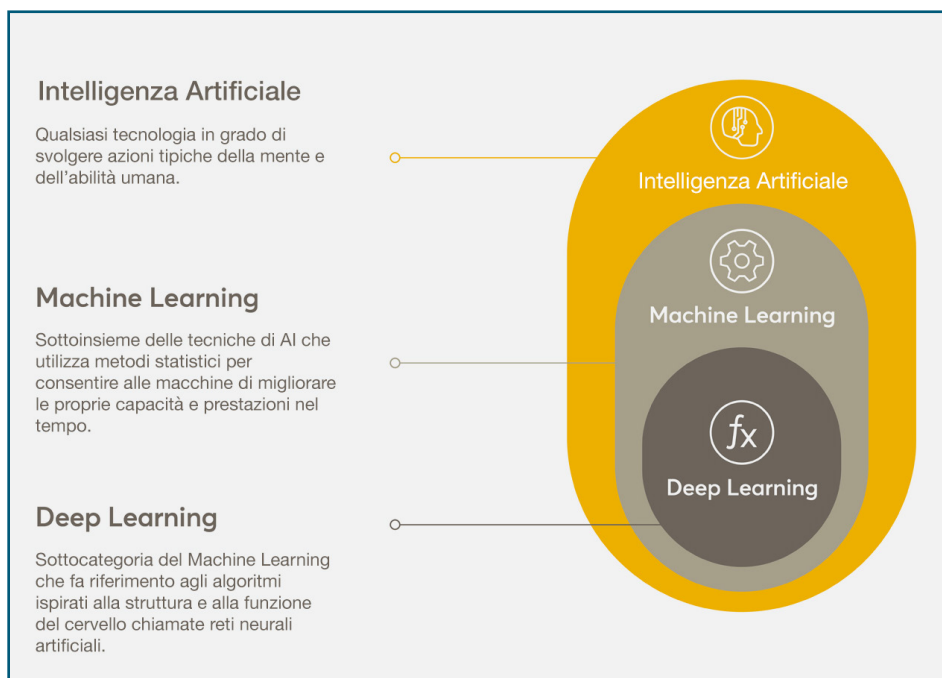 Intelligenza Artificiale
Qualsiasi tecnologia in grado di
svolgere azioni tipiche della mente e
dell'abilità umana.
Machine Learning
Sottoinsieme delle tecniche di AI che
utilizza metodi statistici per
consentire alle macchine di migliorare
le proprie capacità e prestazioni nel
tempo.
Deep Learning
Sottocategoria del Machine Learning
che fa riferimento agli algoritmi
ispirati alla struttura e alla funzione
del cervello chiamate reti neurali
artificiali.
Intelligenza Artificiale
Machine Learning
fx
Deep Learning